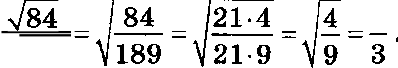 √84/ = √(84/189) = √(21·4/21·9) = √(4/9) = /3 .